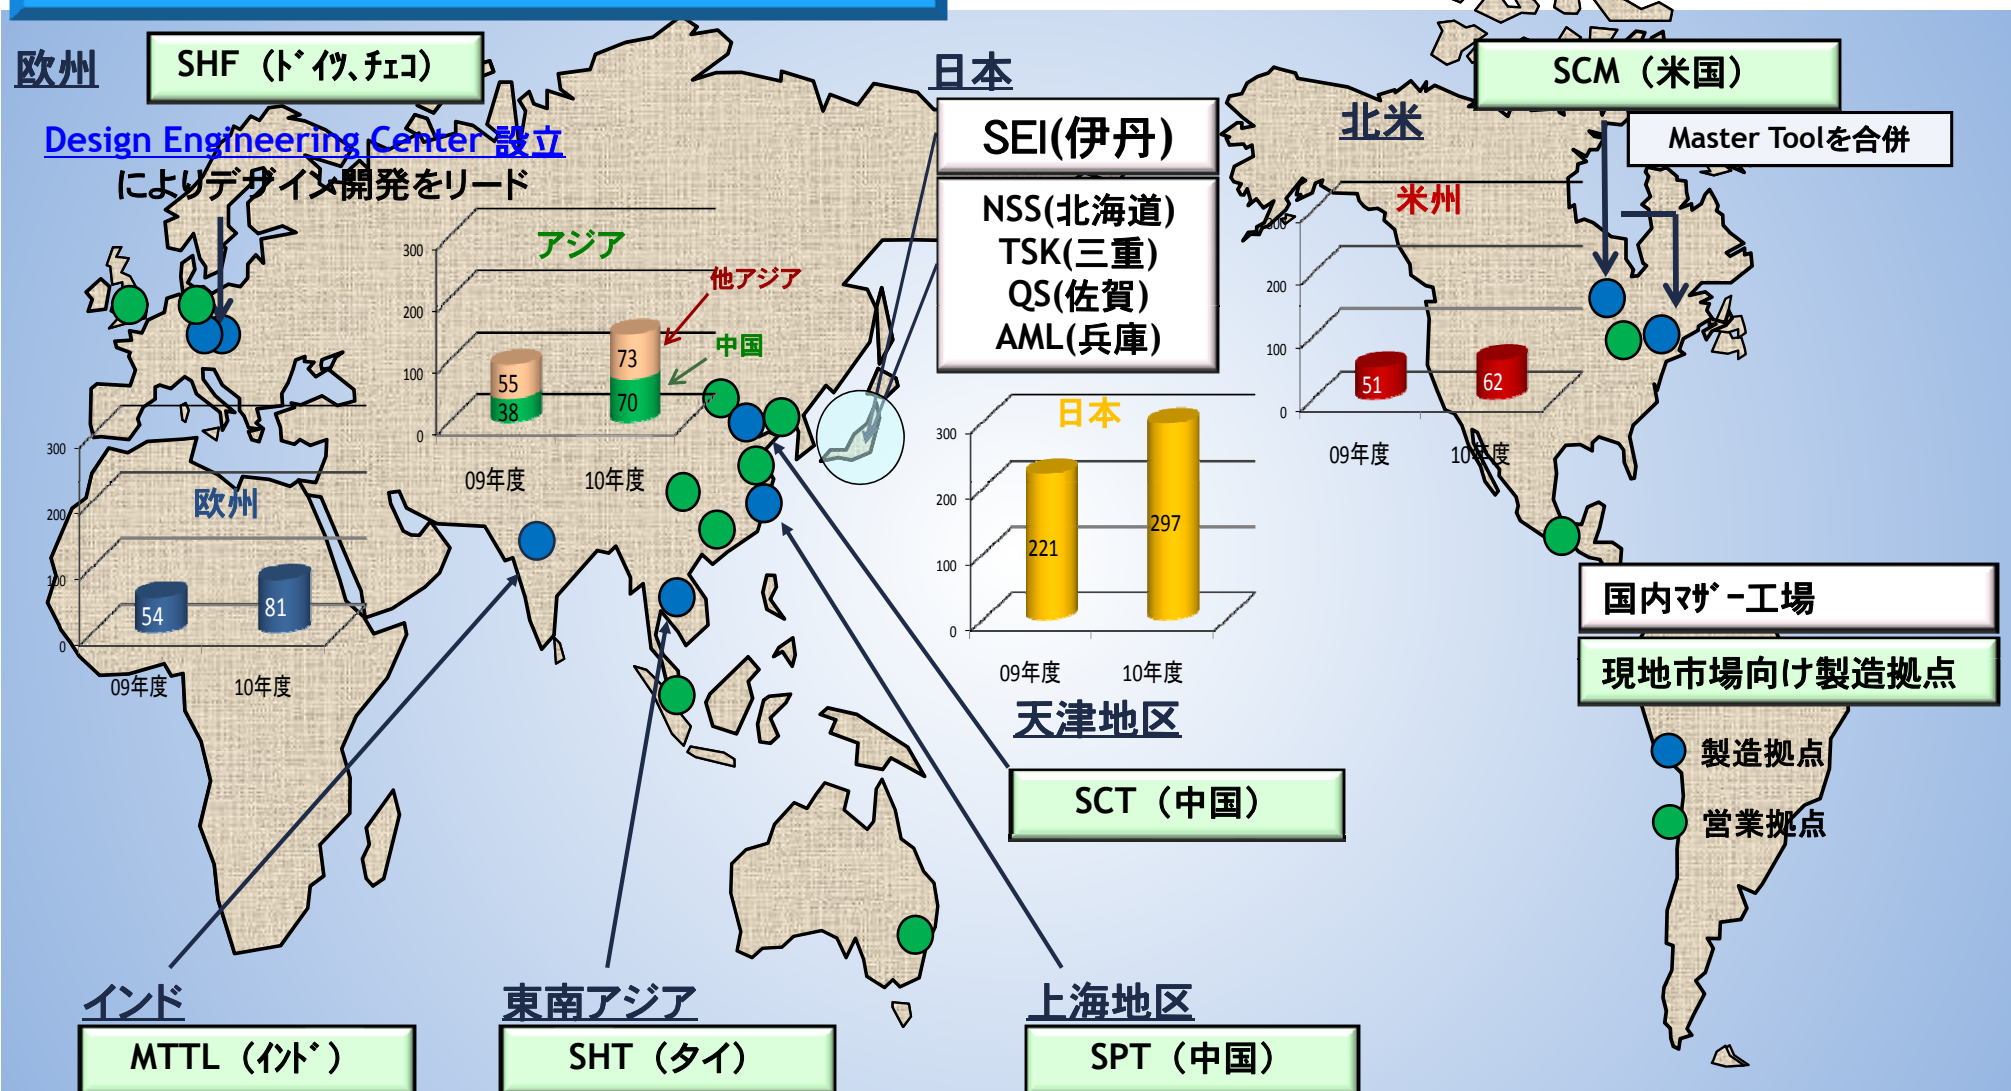 欧州
SHF（ﾄﾞｲﾂ、ﾁｪｺ）
Design Engineering Center 設立
によりデザイン開発をリード
日本
SEI(伊丹)
NSS(北海道)
TSK(三重)
QS(佐賀)
AML(兵庫)
北米
SCM（米国）
Master Toolを合併
アジア
他アジア
中国
300
200
100
0
55
38
73
70
09年度
10年度
米州
300
200
100
0
51
62
09年度
10年度
欧州
300
200
100
0
54
81
09年度
10年度
日本
300
200
100
0
221
297
09年度
10年度
国内ﾏｻﾞｰ工場
現地市場向け製造拠点
製造拠点
営業拠点
天津地区
SCT（中国）
インド
MTTL（ｲﾝﾄﾞ）
東南アジア
SHT（タイ）
上海地区
SPT（中国）